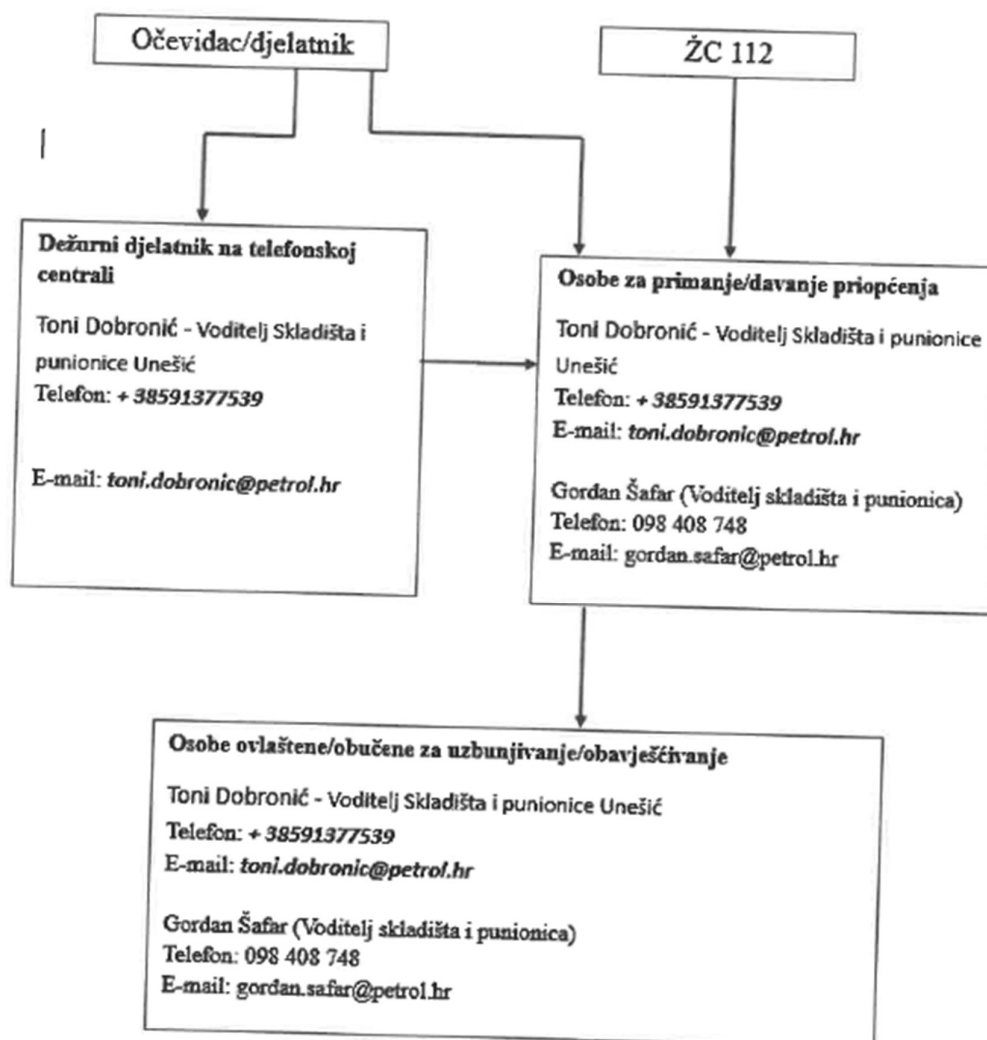 Očevidac/djelatnik
ŽC 112
Dežurni djelatnik na telefonskoj
centrali
Toni Dobronić - Voditelj Skladišta i
punionice Unešić
Telefon: + 38591377539
E-mail: toni.dobronic@petrol.hr
Osobe za primanje/davanje priopćenja
Toni Dobronić - Voditelj Skladišta i punionice
Unešić
Telefon: + 38591377539
E-mail: toni.dobronic@petrol.hr
Gordan Šafar (Voditelj skladišta i punionica)
Telefon: 098 408 748
E-mail: gordan.safar@petrol.hr
Osobe ovlaštene/obučene za uzbunjivanje/obavješćivanje
Toni Dobronić - Voditelj Skladišta i punionice Unešić
Telefon: + 38591377539
E-mail: toni.dobronic@petrol.hr
Gordan Šafar (Voditelj skladišta i punionica)
Telefon: 098 408 748
E-mail: gordan.safar@petrol.hr